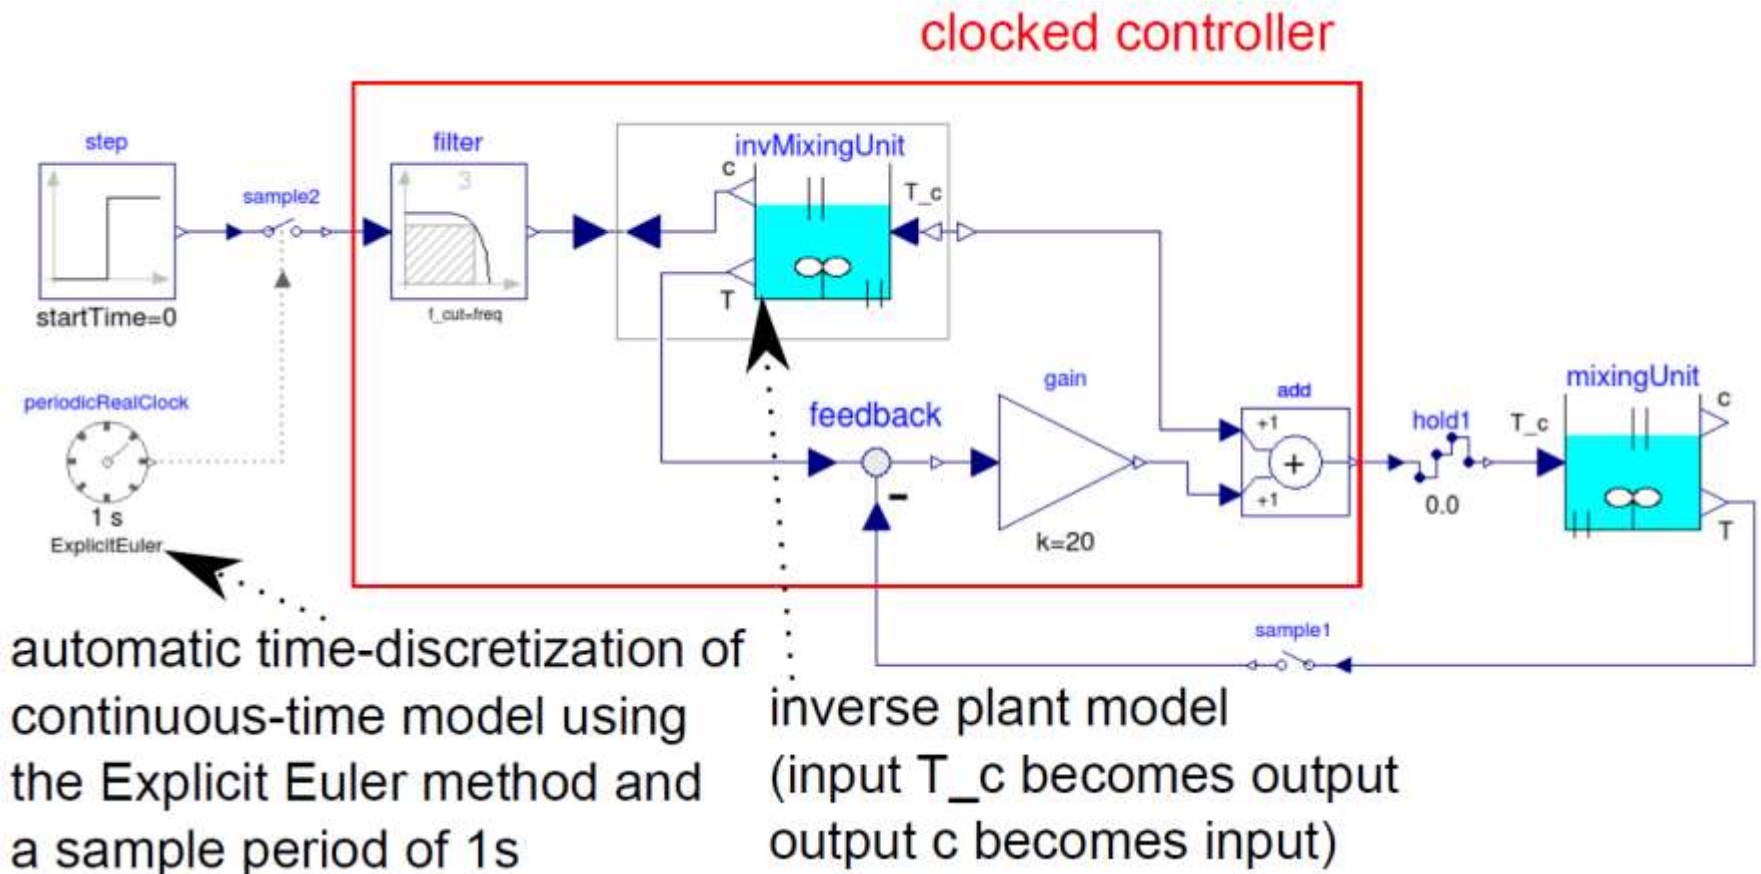 clocked controller
step
startTime=0
sample2
filter
3
f_cut=freq
invMixingUnit
c
T_c
T
periodicRealClock
1 s
ExplicitEuler
feedback
-
gain
k=20
add
+1
+
+1
hold1
0.0
mixingUnit
T_c
c
T
sample1
automatic time-discretization of
continuous-time model using
the Explicit Euler method and
a sample period of 1s
inverse plant model
(input T_c becomes output
output c becomes input)